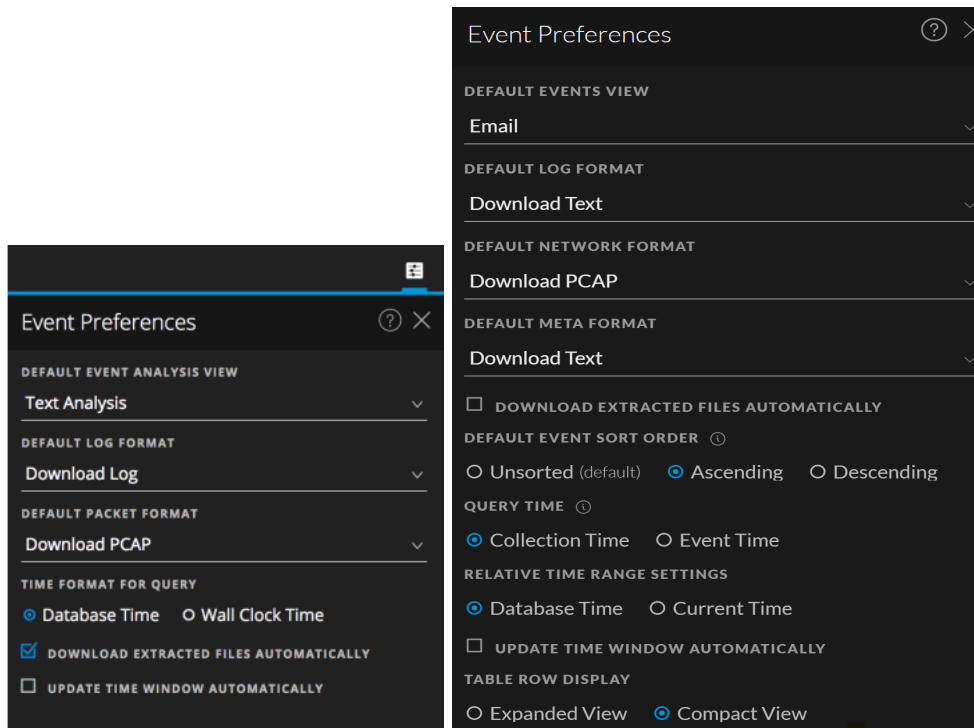 Event Preferences
DEFAULT EVENT ANALYSIS VIEW
Text Analysis
DEFAULT LOG FORMAT
Download Log
DEFAULT PACKET FORMAT
Download PCAP
TIME FORMAT FOR QUERY
Database Time Wall Clock Time
DOWNLOAD EXTRACTED FILES AUTOMATICALLY
UPDATE TIME WINDOW AUTOMATICALLY
Event Preferences
DEFAULT EVENTS VIEW
Email
DEFAULT LOG FORMAT
Download Text
DEFAULT NETWORK FORMAT
Download PCAP
DEFAULT META FORMAT
Download Text
DOWNLOAD EXTRACTED FILES AUTOMATICALLY
DEFAULT EVENT SORT ORDER
Unsorted (default) Ascending Descending
QUERY TIME
Collection Time Event Time
RELATIVE TIME RANGE SETTINGS
Database Time Current Time
UPDATE TIME WINDOW AUTOMATICALLY
TABLE ROW DISPLAY
Expanded View Compact View